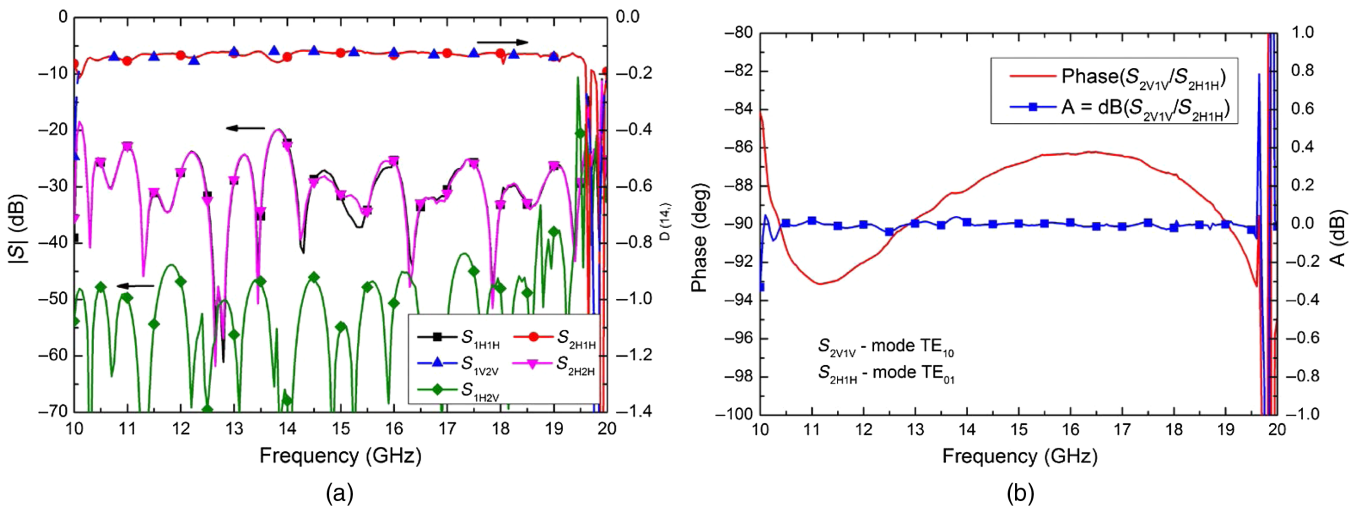 0
−10
−20
−30
−40
−50
−60
−70
|S| (dB)
0.0
−0.2
−0.4
−0.6
−0.8
−1.0
−1.2
−1.4
D (14,)
S1H1H
S2H1H
S1V2V
S2H2H
S1H2V
10 11 12 13 14 15 16 17 18 19 20
Frequency (GHz)
(a)
−80
−82
−84
−86
−88
−90
−92
−94
−96
−98
−100
Phase (deg)
1.0
0.8
0.6
0.4
0.2
0.0
−0.2
−0.4
−0.6
−0.8
−1.0
A (dB)
Phase(S2V1V/S2H1H)
A = dB(S2V1V/S2H1H)
S2V1V - mode TE10
S2H1H - mode TE01
10 11 12 13 14 15 16 17 18 19 20
Frequency (GHz)
(b)